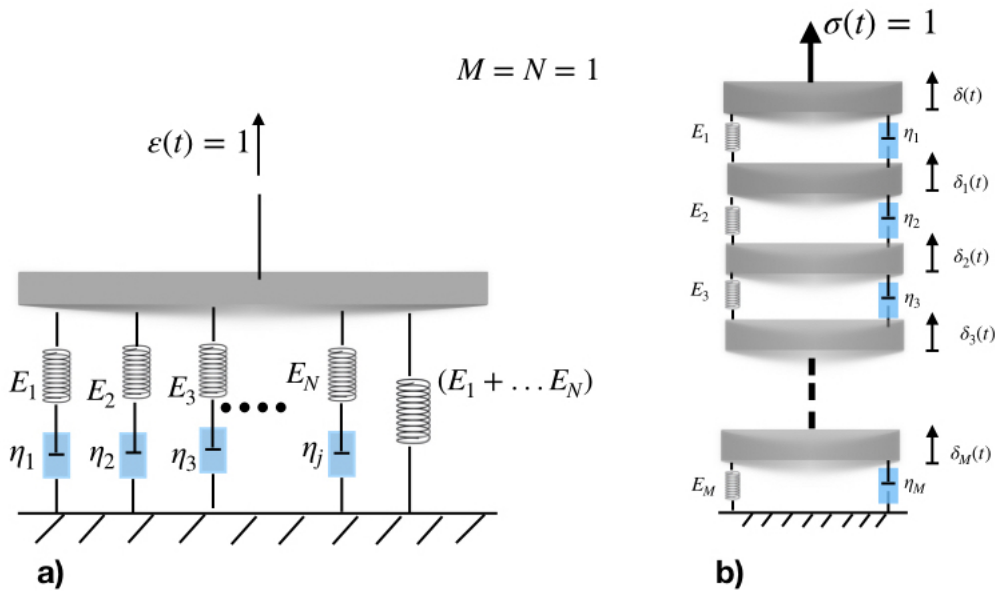 M = N = 1
ε(t) = 1
E₁
E₂
E₃
E_N
(E₁ + … E_N)
η₁
η₂
η₃
η_j
a)
σ(t) = 1
δ(t)
E₁
η₁
δ₁(t)
E₂
η₂
δ₂(t)
E₃
η₃
δ₃(t)
δ_M(t)
E_M
η_M
b)